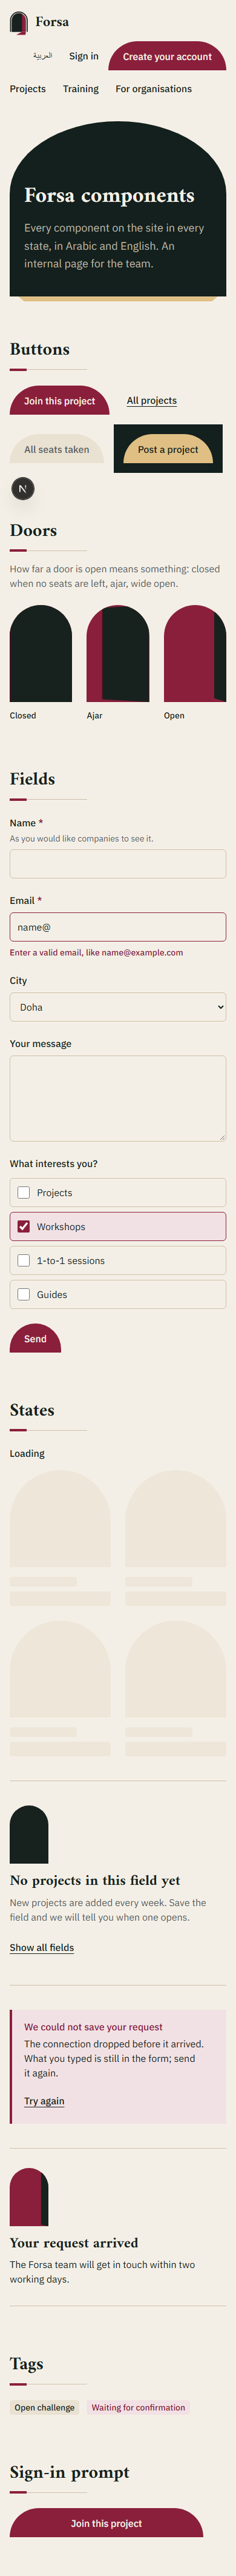 Forsa
العربية
Sign in
Create your account
Projects
Training
For organisations
Forsa components
Every component on the site in every
state, in Arabic and English. An
internal page for the team.
Buttons
Join this project
All projects
All seats taken
Post a project
N
Doors
How far a door is open means something: closed
when no seats are left, ajar, wide open.
Closed
Ajar
Open
Fields
Name *
As you would like companies to see it.
Email *
name@
Enter a valid email, like name@example.com
City
Doha
Your message
What interests you?
Projects
Workshops
1-to-1 sessions
Guides
Send
States
Loading
No projects in this field yet
New projects are added every week. Save the
field and we will tell you when one opens.
Show all fields
We could not save your request
The connection dropped before it arrived.
What you typed is still in the form; send
it again.
Try again
Your request arrived
The Forsa team will get in touch within two
working days.
Tags
Open challenge
Waiting for confirmation
Sign-in prompt
Join this project